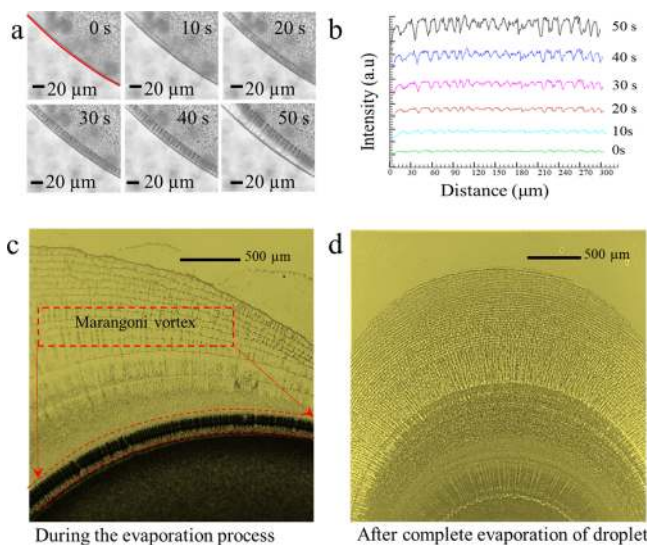 a
0 s
10 s
20 s
20 µm
20 µm
20 µm
30 s
40 s
50 s
20 µm
20 µm
20 µm
b
Intensity (a.u)
50 s
40 s
30 s
20 s
10s
0s
0 30 60 90 120 150 180 210 240 270 300
Distance (µm)
c
500 µm
Marangoni vortex
During the evaporation process
d
500 µm
After complete evaporation of droplet